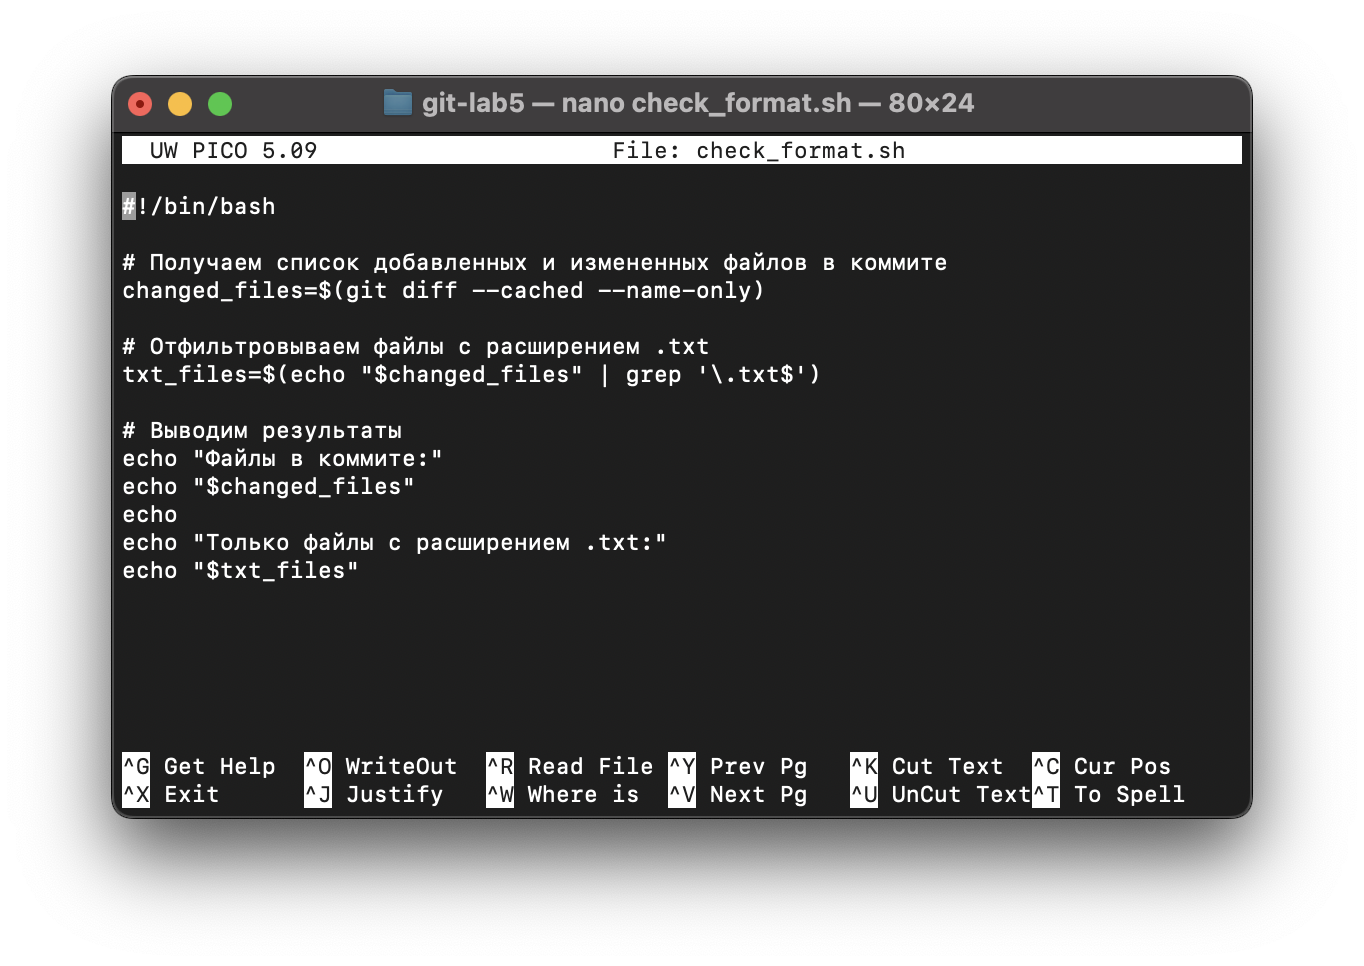 git-lab5 — nano check_format.sh — 80×24
UW PICO 5.09 File: check_format.sh
#!/bin/bash
# Получаем список добавленных и измененных файлов в коммите
changed_files=$(git diff --cached --name-only)
# Отфильтровываем файлы с расширением .txt
txt_files=$(echo "$changed_files" | grep '\.txt$')
# Выводим результаты
echo "Файлы в коммите:"
echo "$changed_files"
echo
echo "Только файлы с расширением .txt:"
echo "$txt_files"
^G Get Help ^O WriteOut ^R Read File ^Y Prev Pg ^K Cut Text ^C Cur Pos
^X Exit ^J Justify ^W Where is ^V Next Pg ^U UnCut Text ^T To Spell